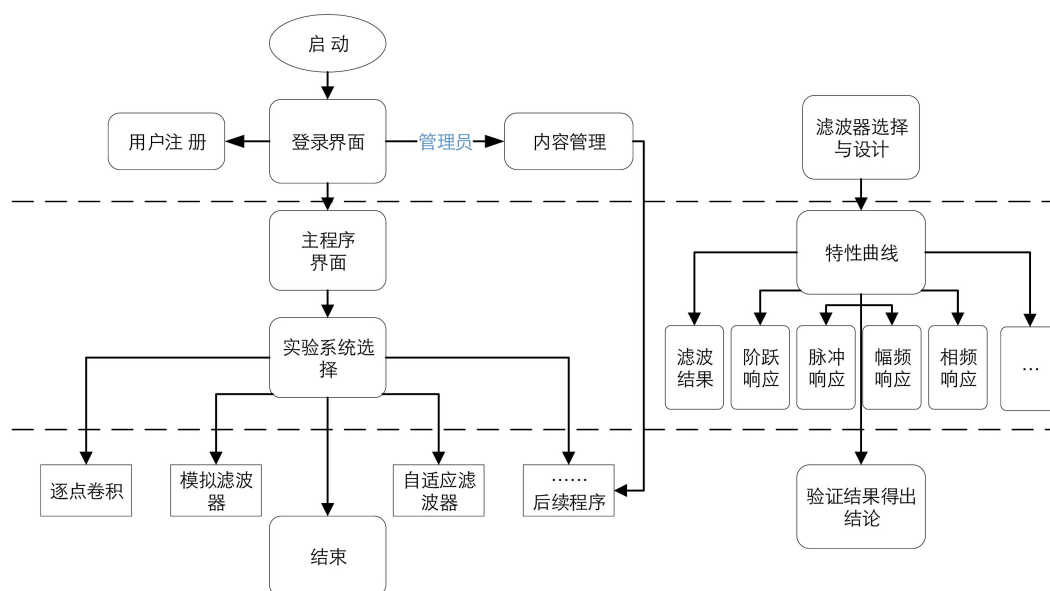 启 动
用户注 册
登录界面
管理员
内容管理
主程序
界面
实验系统选
择
逐点卷积
模拟滤波
器
自适应滤
波器
……
后续程序
结束
滤波器选择
与设计
特性曲线
滤波
结果
阶跃
响应
脉冲
响应
幅频
响应
相频
响应
…
验证结果得出
结论